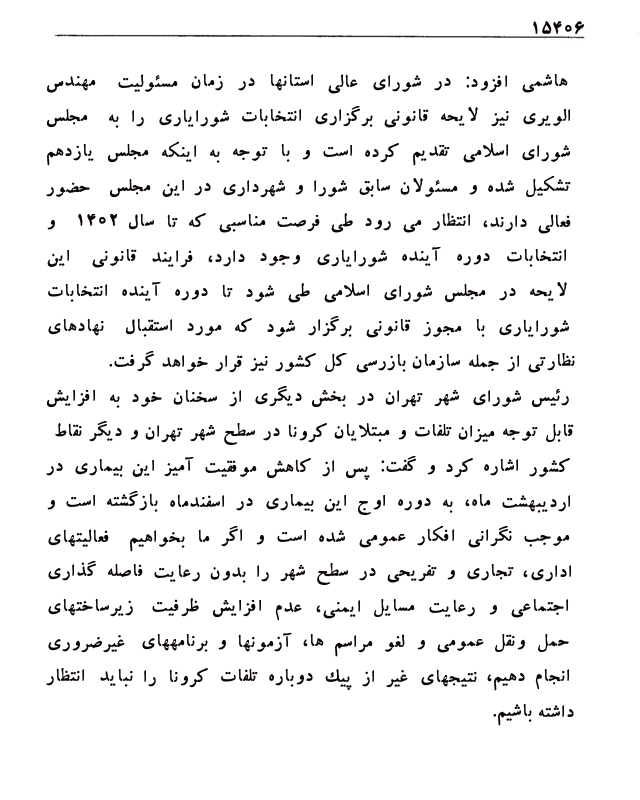 ۱۵۴۰۶
هاشمی افزود: در شورای عالی استانها در زمان مسئولیت مهندس
الویری نیز لایحه قانونی برگزاری انتخابات شورایاری را به مجلس
شورای اسلامی تقدیم کرده است و با توجه به اینکه مجلس یازدهم
تشکیل شده و مسئولان سابق شورا و شهرداری در این مجلس حضور
فعالی دارند، انتظار می رود طی فرصت مناسبی که تا سال ۱۴۰۲ و
انتخابات دوره آینده شورایاری وجود دارد، فرایند قانونی این
لایحه در مجلس شورای اسلامی طی شود تا دوره آینده انتخابات
شورایاری با مجوز قانونی برگزار شود که مورد استقبال نهادهای
نظارتی از جمله سازمان بازرسی کل کشور نیز قرار خواهد گرفت.
رئیس شورای شهر تهران در بخش دیگری از سخنان خود به افزایش
قابل توجه میزان تلفات و مبتلایان کرونا در سطح شهر تهران و دیگر نقاط
کشور اشاره کرد و گفت: پس از کاهش موفقیت آمیز این بیماری در
اردیبهشت ماه، به دوره اوج این بیماری در اسفندماه بازگشته است و
موجب نگرانی افکار عمومی شده است و اگر ما بخواهیم فعالیتهای
اداری، تجاری و تفریحی در سطح شهر را بدون رعایت فاصله گذاری
اجتماعی و رعایت مسایل ایمنی، عدم افزایش ظرفیت زیرساختهای
حمل ونقل عمومی و لغو مراسم ها، آزمونها و برنامههای غیرضروری
انجام دهیم، نتیجهای غیر از پیك دوباره تلفات کرونا را نباید انتظار
داشته باشیم.